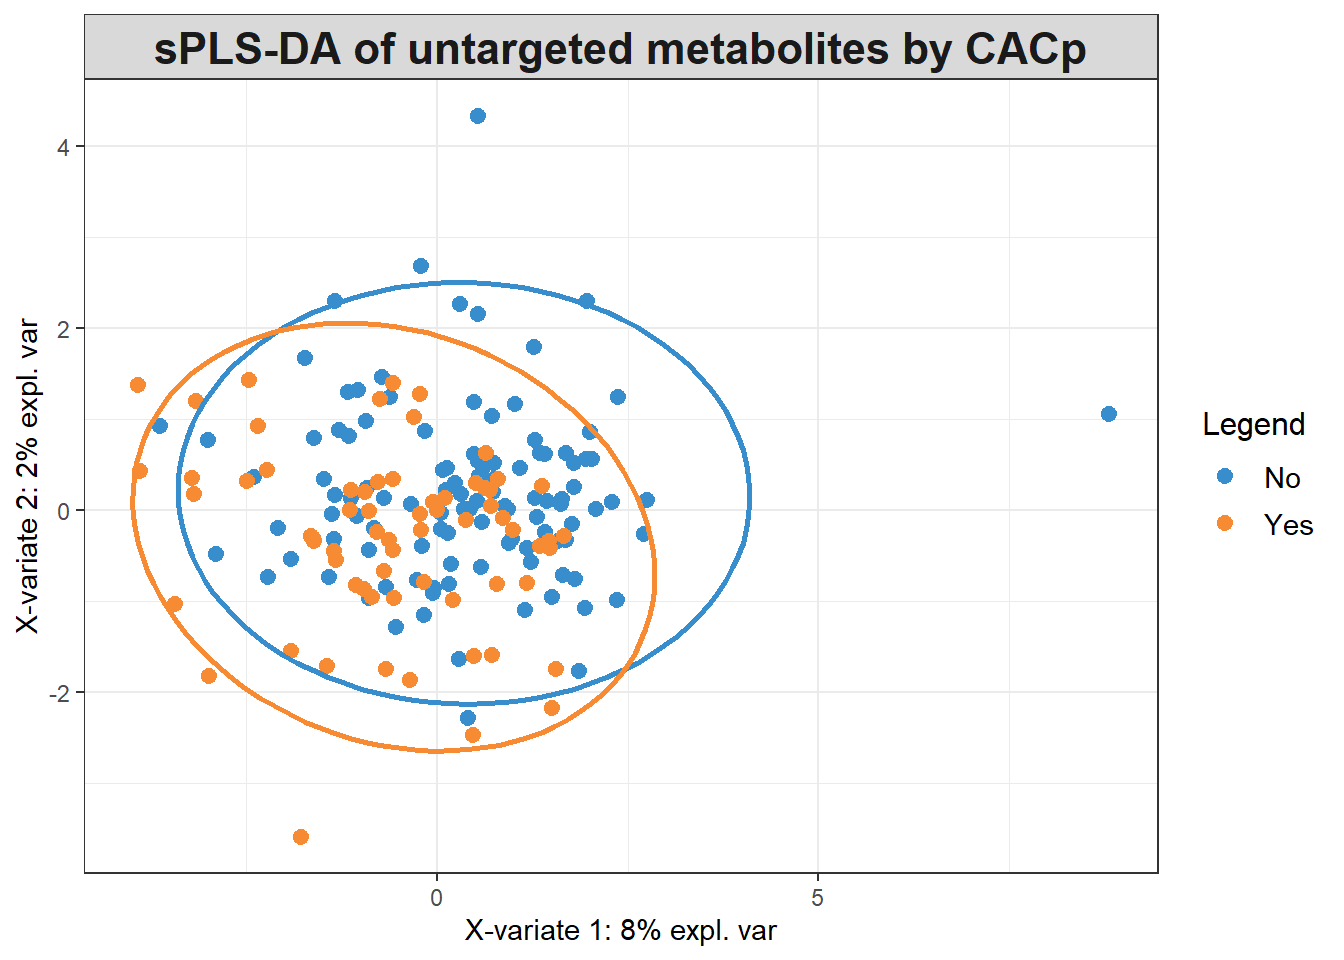 sPLS-DA of untargeted metabolites by CACp
4
2
0
-2
X-variate 2: 2% expl. var
0
5
X-variate 1: 8% expl. var
Legend
No
Yes